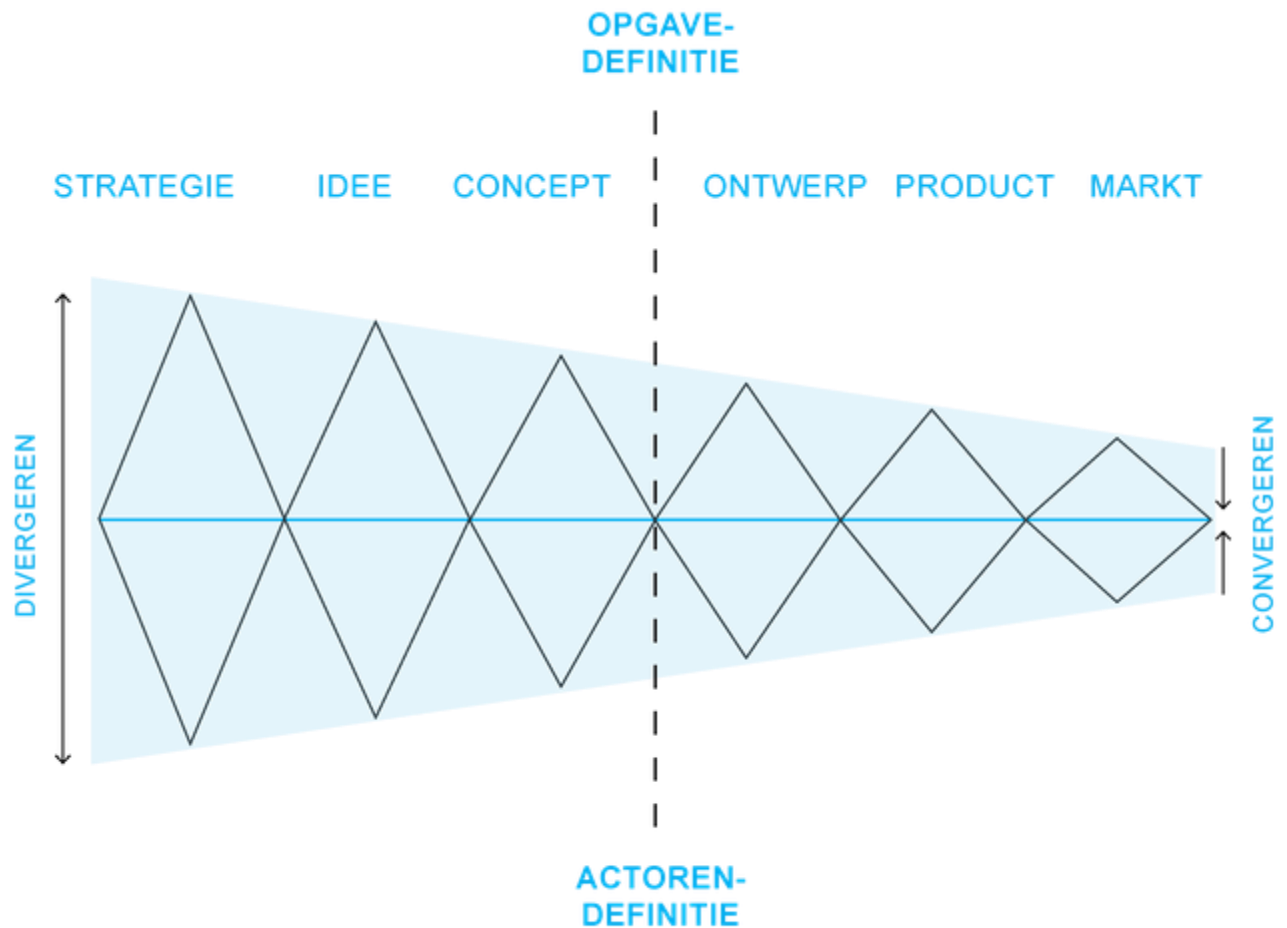 OPGAVE-
DEFINITIE
STRATEGIE IDEE CONCEPT ONTWERP PRODUCT MARKT
DIVERGEREN
CONVERGEREN
ACTOREN-
DEFINITIE